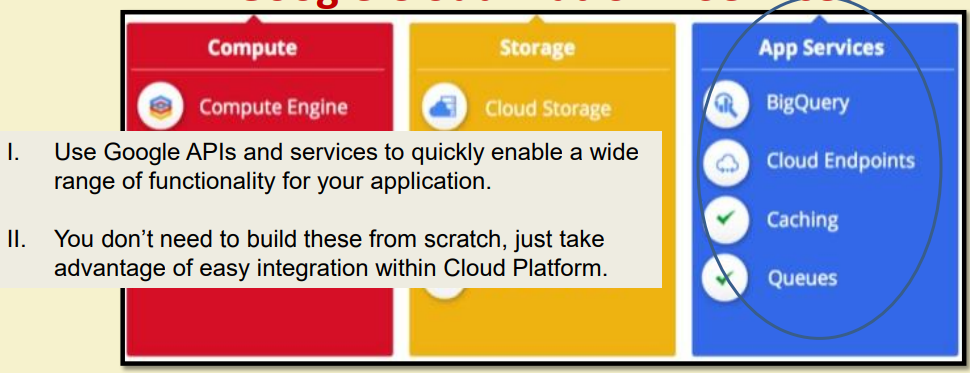 Compute
Compute Engine
Storage
Cloud Storage
App Services
BigQuery
Cloud Endpoints
Caching
Queues
I. Use Google APIs and services to quickly enable a wide
range of functionality for your application.
II. You don’t need to build these from scratch, just take
advantage of easy integration within Cloud Platform.